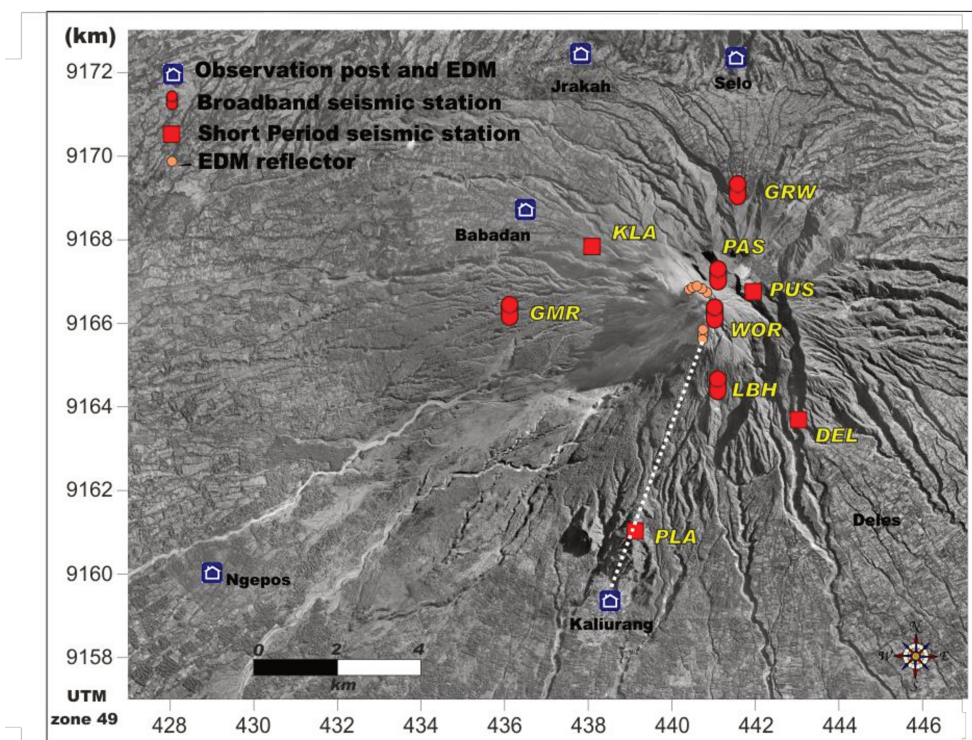 (km)
9172
9170
9168
9166
9164
9162
9160
9158
UTM
zone 49
Observation post and EDM
Broadband seismic station
Short Period seismic station
EDM reflector
Jrakah
Selo
GRW
Babadan
KLA
PAS
PUS
GMR
WOR
LBH
DEL
Deles
PLA
Ngepos
Kaliurang
0 2 4
km
N
W E
S
428 430 432 434 436 438 440 442 444 446